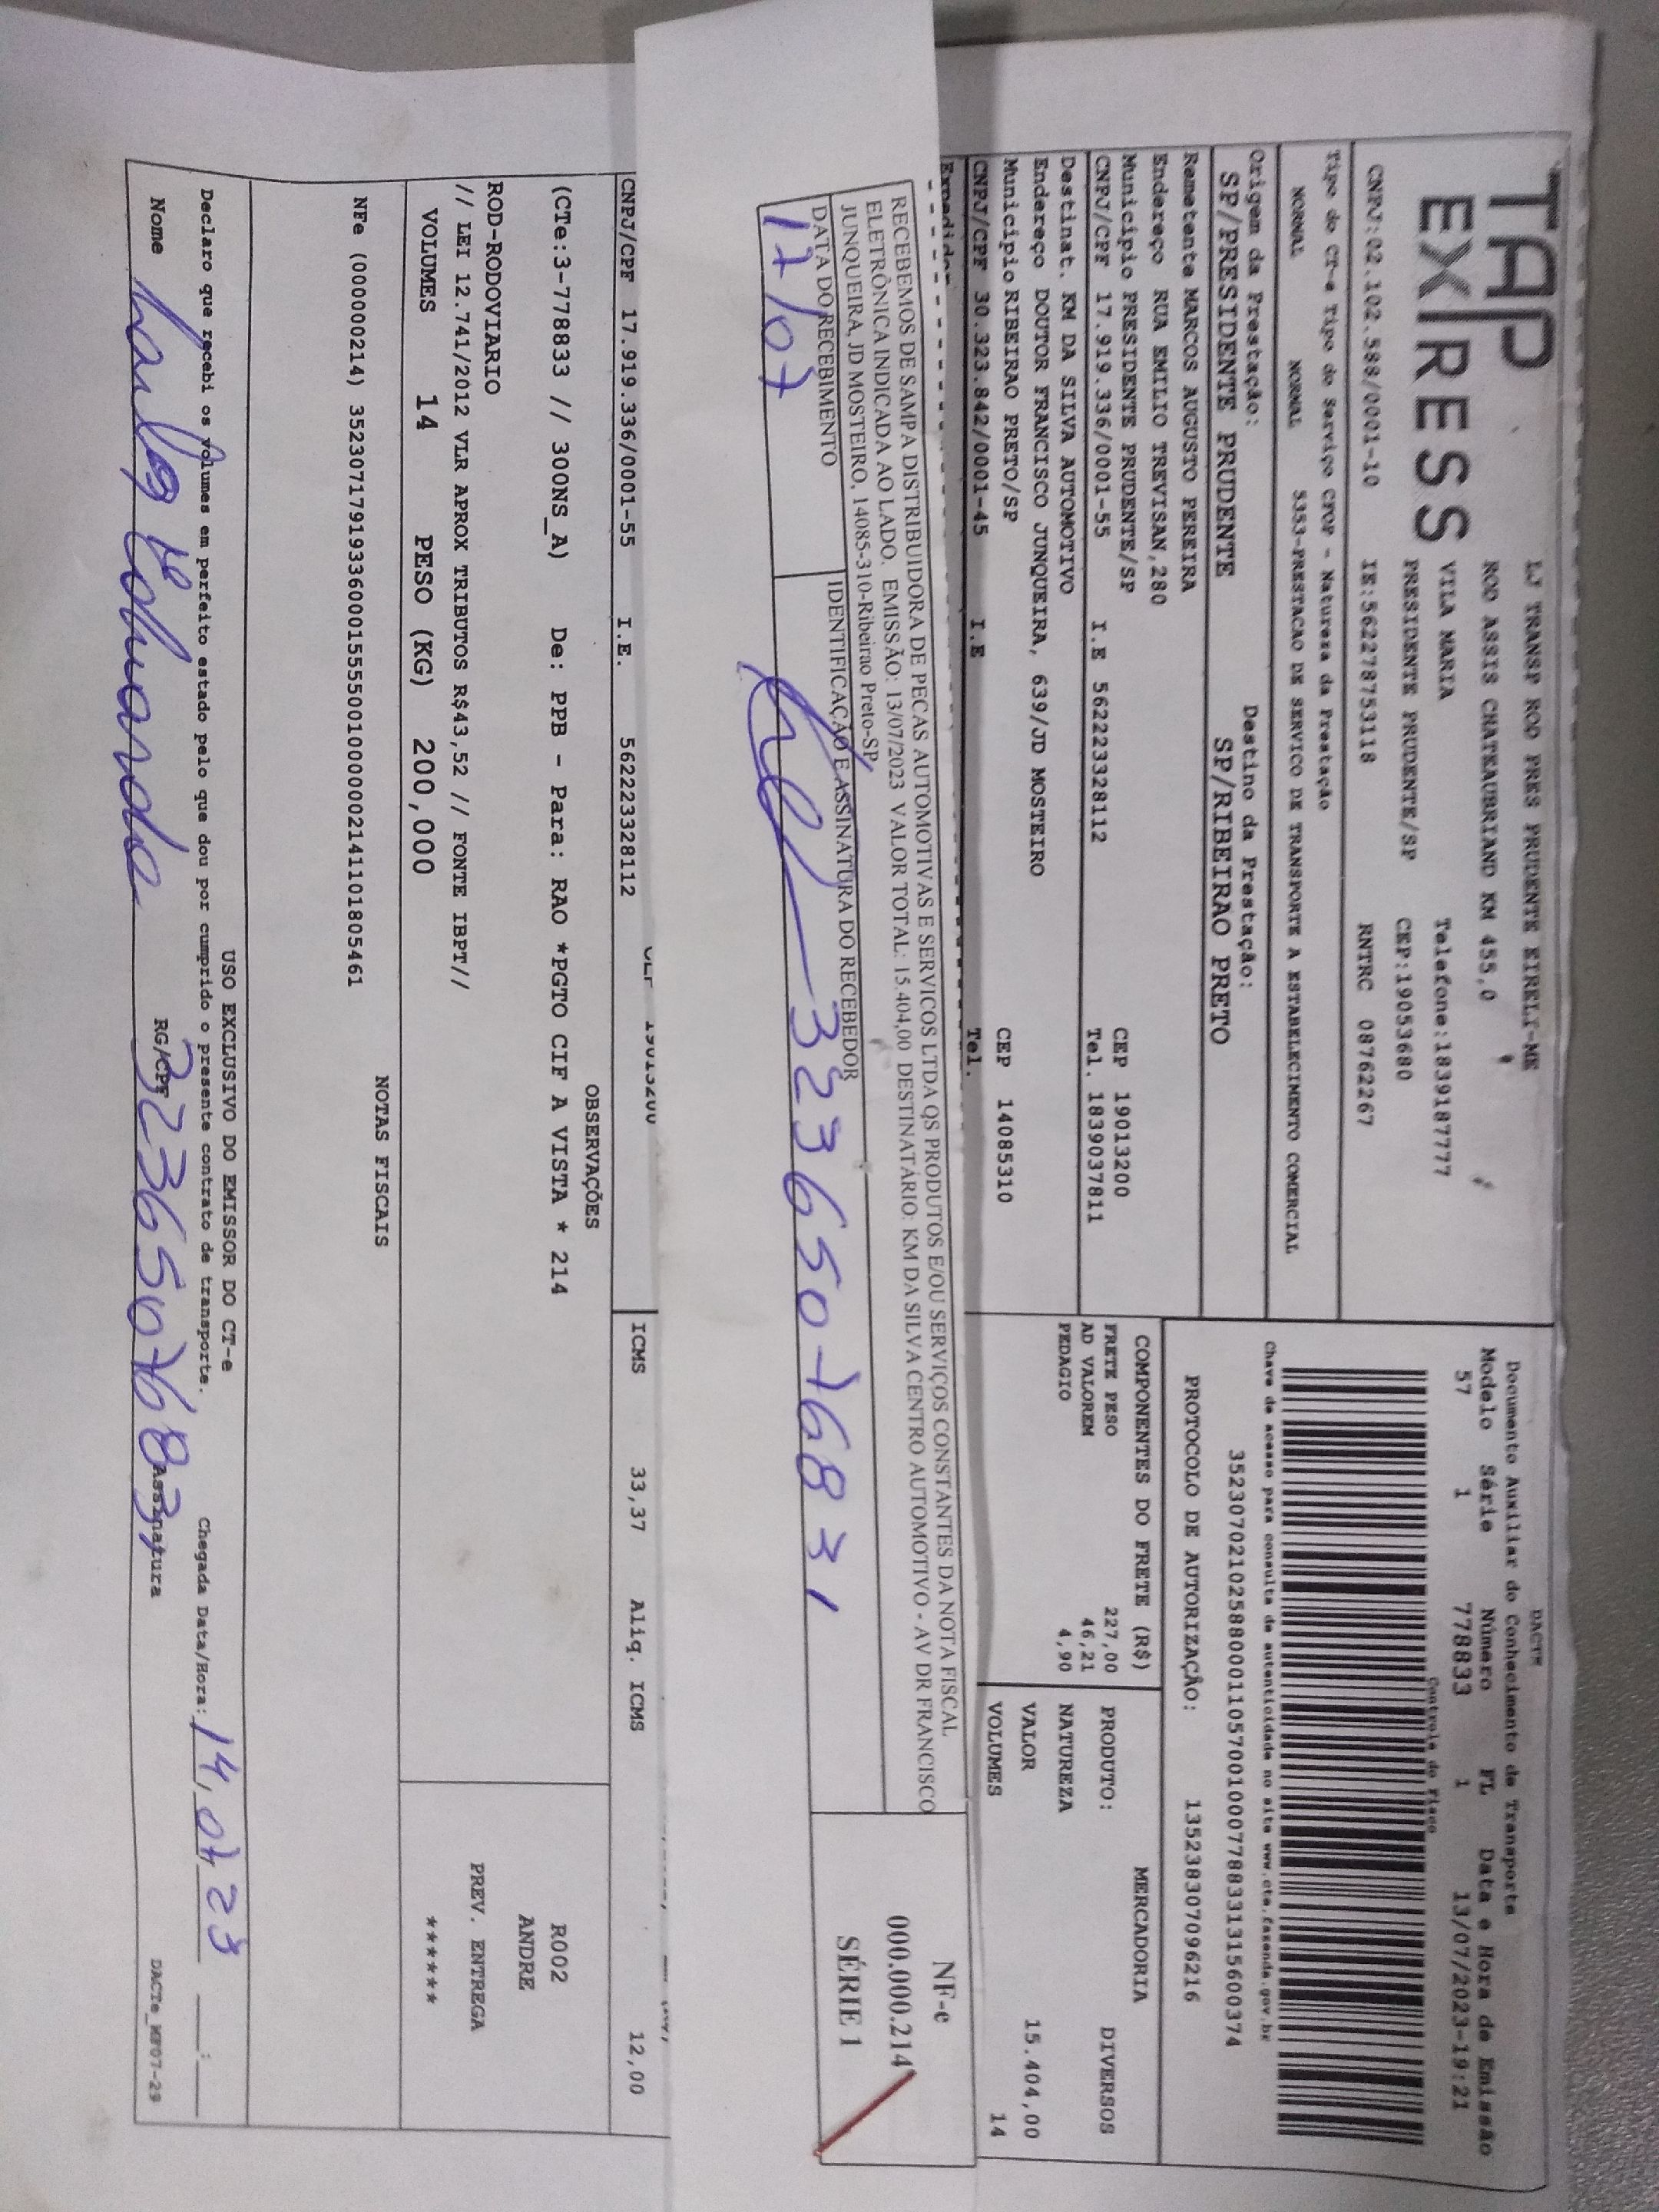 TAP
EXPRESS
LJ TRANSP ROD PRES PRUDENTE EIRELI-ME
ROD ASSIS CHATEAUBRIAND KM 455,0
VILA MARIA Telefone:1839187777
PRESIDENTE PRUDENTE/SP CEP:19053680
CNPJ:02.102.588/0001-10 IE:562278753118 RNTRC 08762267
DACTE
Documento Auxiliar do Conhecimento de Transporte
Modelo Série Número FL Data e Hora de Emissão
57 1 778833 1 13/07/2023-19:21
Controle do Fisco
Tipo do CT-e Tipo do Serviço CFOP - Natureza da Prestação
NORMAL NORMAL 5353-PRESTACAO DE SERVICO DE TRANSPORTE A ESTABELECIMENTO COMERCIAL
Chave de acesso para consulta de autenticidade no site www.cte.fazenda.gov.br
35230702102588000110570010007788331315600374
Origem da Prestação: Destino da Prestação:
SP/PRESIDENTE PRUDENTE SP/RIBEIRAO PRETO
PROTOCOLO DE AUTORIZAÇÃO: 135238307096216
Remetente MARCOS AUGUSTO PEREIRA
Endereço RUA EMILIO TREVISAN,280
Municipio PRESIDENTE PRUDENTE/SP CEP 19013200
CNPJ/CPF 17.919.336/0001-55 I.E 562223328112 Tel. 1839037811
Destinat. KM DA SILVA AUTOMOTIVO
Endereço DOUTOR FRANCISCO JUNQUEIRA, 639/JD MOSTEIRO
Municipio RIBEIRAO PRETO/SP CEP 14085310
CNPJ/CPF 30.323.842/0001-45 I.E Tel.
COMPONENTES DO FRETE (R$)
FRETE PESO 227,00
AD VALOREM 46,21
PEDAGIO 4,90
MERCADORIA
PRODUTO: DIVERSOS
NATUREZA
VALOR 15.404,00
VOLUMES 14
RECEBEMOS DE SAMPA DISTRIBUIDORA DE PECAS AUTOMOTIVAS E SERVICOS LTDA QS PRODUTOS E/OU SERVIÇOS CONSTANTES DA NOTA FISCAL
ELETRÔNICA INDICADA AO LADO. EMISSÃO: 13/07/2023 VALOR TOTAL: 15.404,00 DESTINATÁRIO: KM DA SILVA CENTRO AUTOMOTIVO - AV DR FRANCISCO
JUNQUEIRA, JD MOSTEIRO, 14085-310-Ribeirao Preto-SP
DATA DO RECEBIMENTO IDENTIFICAÇÃO E ASSINATURA DO RECEBEDOR
17/07 32365076831
NF-e
000.000.214
SÉRIE 1
CNPJ/CPF 17.919.336/0001-55 I.E. 562223328112 ICMS 33,37 Aliq. ICMS 12,00
OBSERVAÇÕES
(CTe:3-778833 // 300NS_A) De: PPB - Para: RAO *PGTO CIF A VISTA * 214
ROD-RODOVIARIO
// LEI 12.741/2012 VLR APROX TRIBUTOS R$43,52 // FONTE IBPT//
R002
ANDRE
VOLUMES 14 PESO (KG) 200,000
PREV. ENTREGA
******
NOTAS FISCAIS
NFe (000000214) 35230717919336000155550010000002141101805461
USO EXCLUSIVO DO EMISSOR DO CT-e
Declaro que recebi os volumes em perfeito estado pelo que dou por cumprido o presente contrato de transporte. Chegada Data/Hora: 14,07,23
Nome RG/CPF 32365076831 Assinatura
DACTe_MF07-29